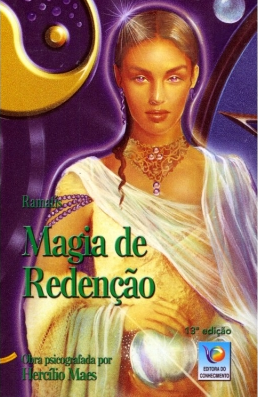 Ramatís
Magia de
Redenção
Obra psicografada por
Hercílio Maes
13ª edição
EDITORA DO
CONHECIMENTO